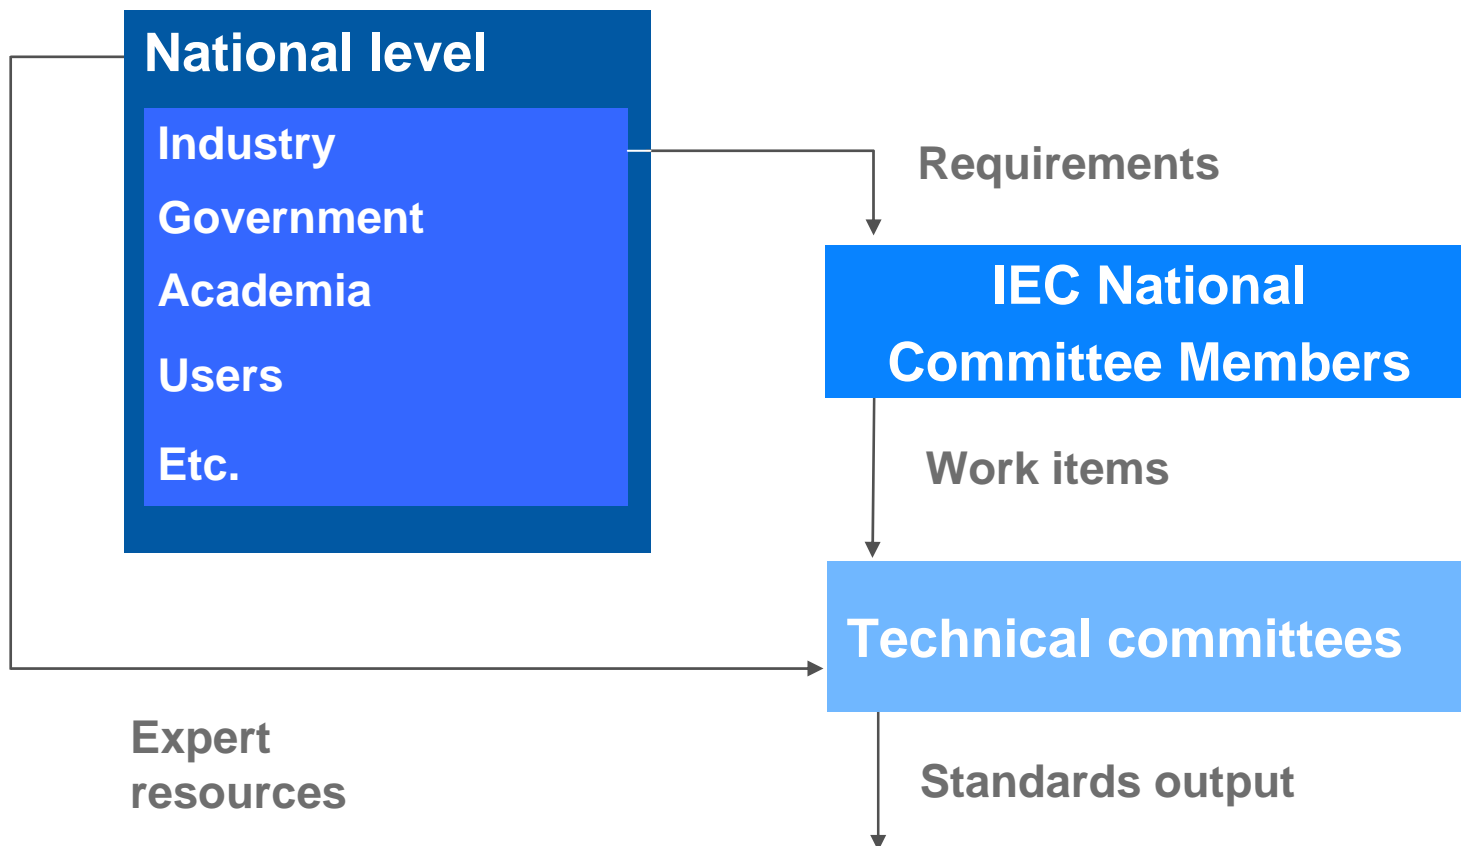 National level
Industry
Government
Academia
Users
Etc.
Requirements
IEC National
Committee Members
Work items
Technical committees
Expert
resources
Standards output